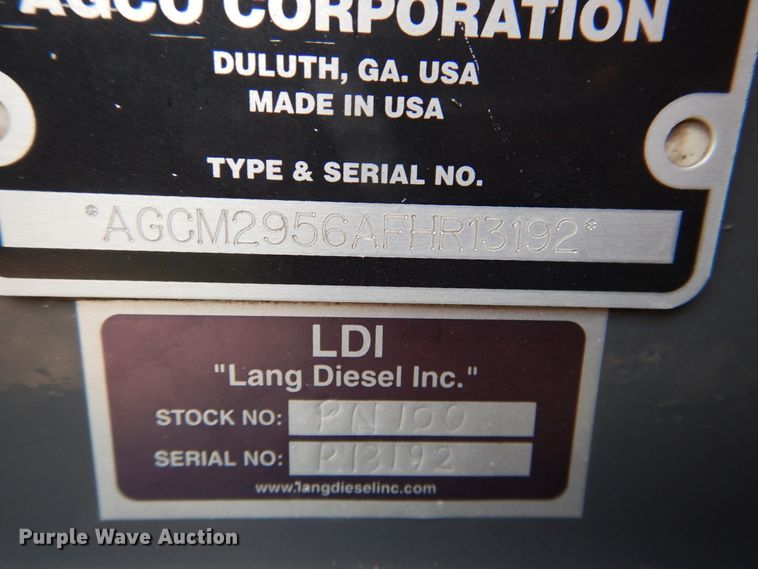 AGCO CORPORATION
DULUTH, GA. USA
MADE IN USA
TYPE & SERIAL NO.
*AGCM2956AFHR13192*
LDI
"Lang Diesel Inc."
STOCK NO: PN100
SERIAL NO: P13192
www.langdieselinc.com
Purple Wave Auction